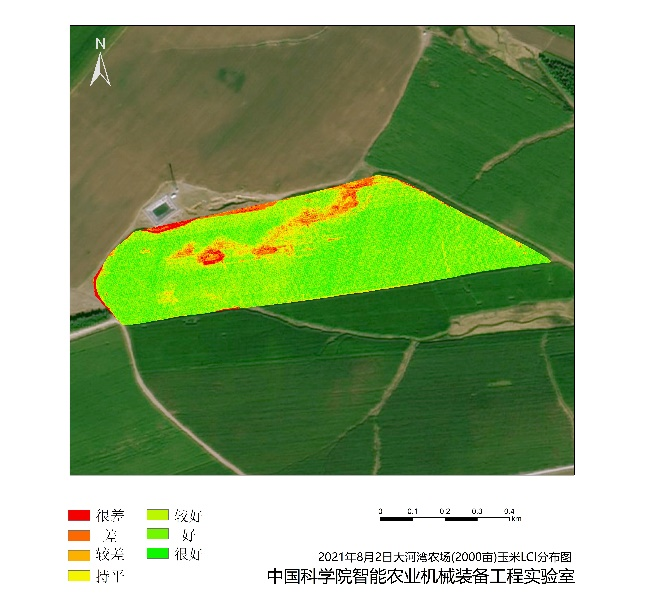 N
很差
差
较差
持平
较好
好
很好
0 0.1 0.2 0.3 0.4
km
2021年8月2日大河湾农场(2000亩)玉米LCI分布图
中国科学院智能农业机械装备工程实验室